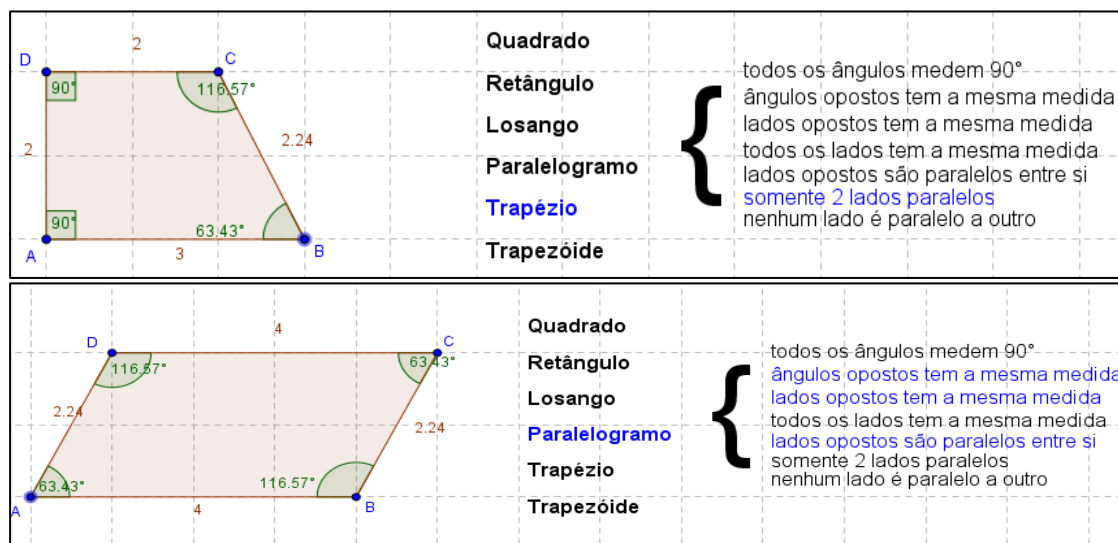 2
D
C
90°
116.57°
2
2.24
90°
63.43°
A
3
B
Quadrado
Retângulo
Losango
Paralelogramo
Trapézio
Trapezóide
{
todos os ângulos medem 90°
ângulos opostos tem a mesma medida
lados opostos tem a mesma medida
todos os lados tem a mesma medida
lados opostos são paralelos entre si
somente 2 lados paralelos
nenhum lado é paralelo a outro
4
D
C
116.57°
63.43°
2.24
2.24
63.43°
116.57°
A
4
B
Quadrado
Retângulo
Losango
Paralelogramo
Trapézio
Trapezóide
{
todos os ângulos medem 90°
ângulos opostos tem a mesma medida
lados opostos tem a mesma medida
todos os lados tem a mesma medida
lados opostos são paralelos entre si
somente 2 lados paralelos
nenhum lado é paralelo a outro